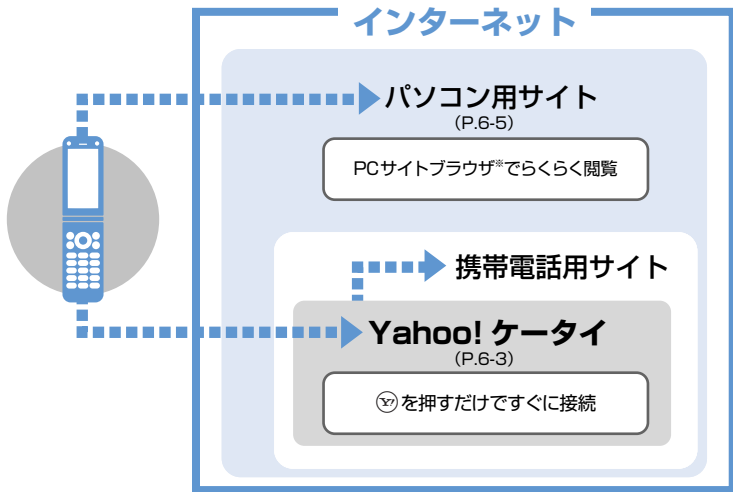 インターネット
パソコン用サイト
(P.6-5)
PCサイトブラウザ※でらくらく閲覧
携帯電話用サイト
Yahoo! ケータイ
(P.6-3)
Y!を押すだけですぐに接続